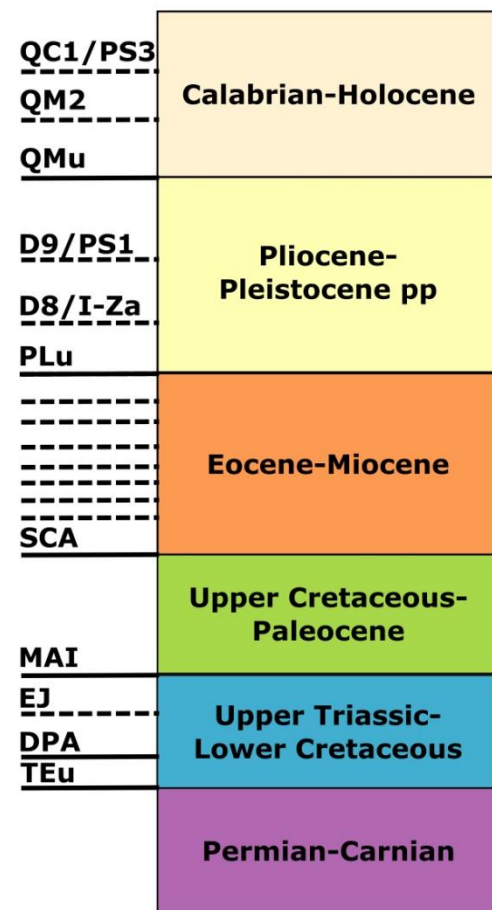 QC1/PS3
QM2
Calabrian-Holocene
QMu
D9/PS1
Pliocene-
Pleistocene pp
D8/I-Za
PLu
Eocene-Miocene
SCA
Upper Cretaceous-
Paleocene
MAI
EJ
Upper Triassic-
Lower Cretaceous
DPA
TEu
Permian-Carnian